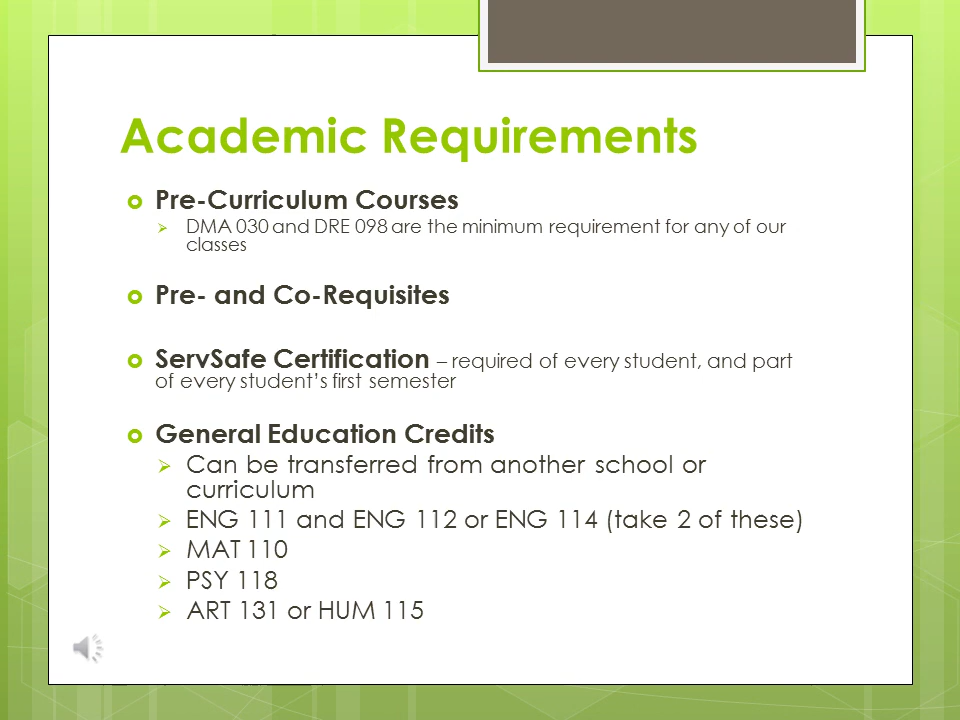 Academic Requirements
Pre-Curriculum Courses
DMA 030 and DRE 098 are the minimum requirement for any of our
classes
Pre- and Co-Requisites
ServSafe Certification – required of every student, and part
of every student’s first semester
General Education Credits
Can be transferred from another school or
curriculum
ENG 111 and ENG 112 or ENG 114 (take 2 of these)
MAT 110
PSY 118
ART 131 or HUM 115